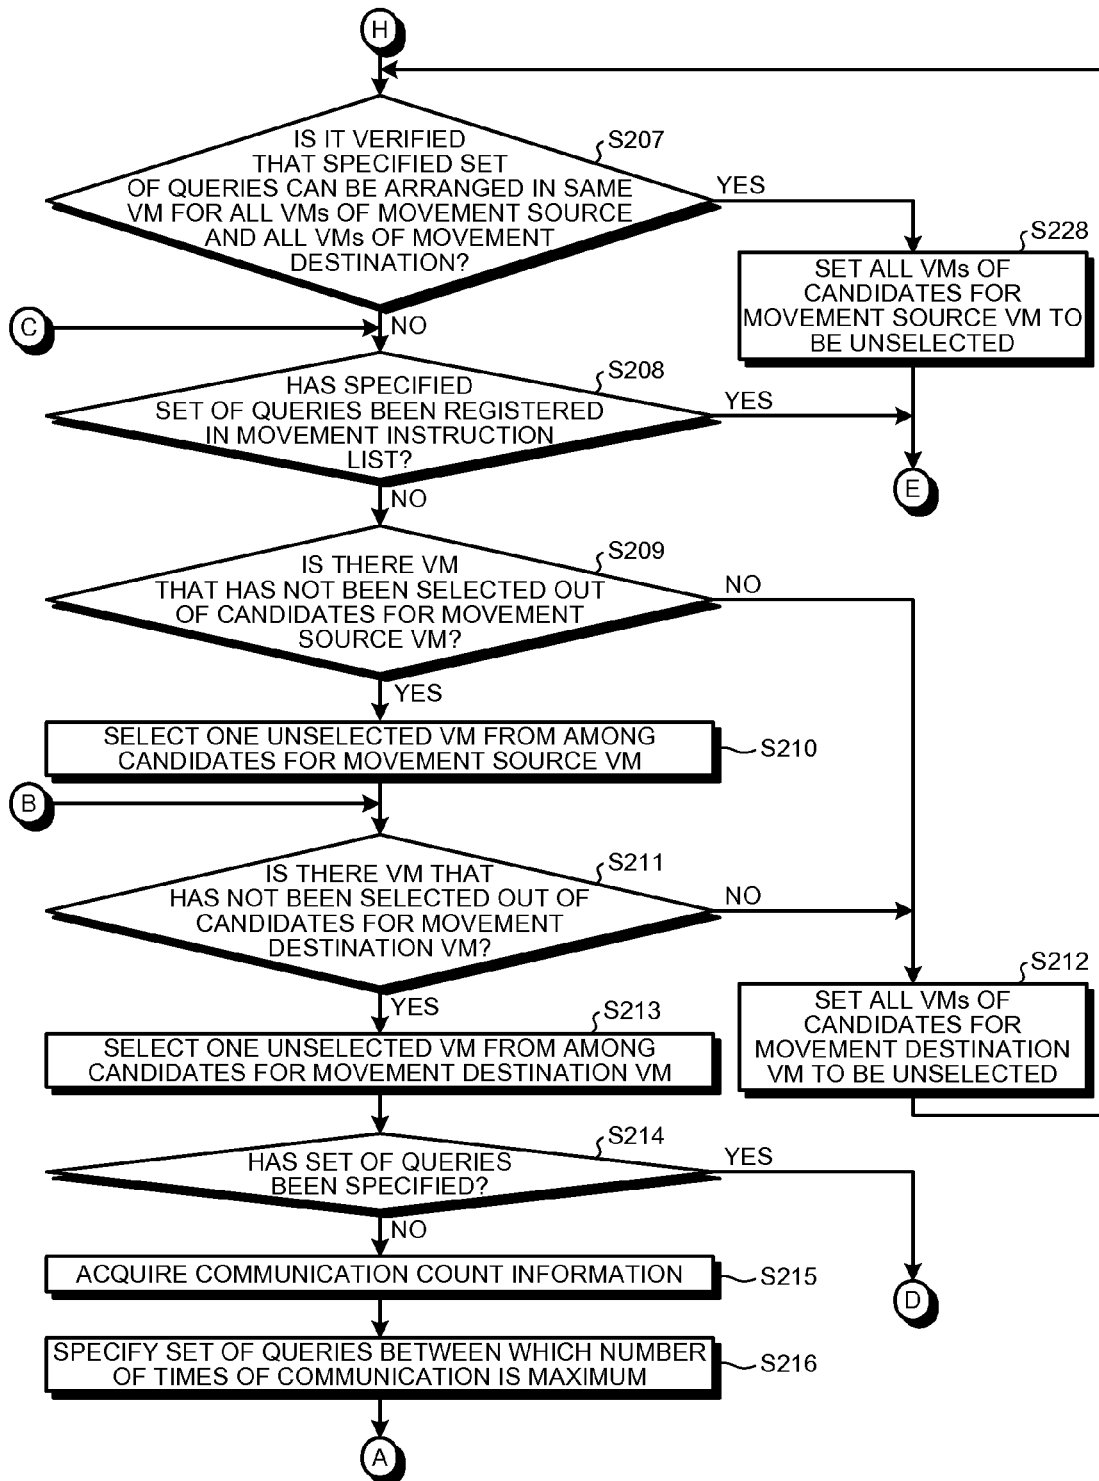 H
IS IT VERIFIED
THAT SPECIFIED SET
OF QUERIES CAN BE ARRANGED IN SAME
VM FOR ALL VMs OF MOVEMENT SOURCE
AND ALL VMs OF MOVEMENT
DESTINATION?
S207
YES
S228
SET ALL VMs OF
CANDIDATES FOR
MOVEMENT SOURCE VM TO
BE UNSELECTED
C
NO
HAS SPECIFIED
SET OF QUERIES BEEN REGISTERED
IN MOVEMENT INSTRUCTION
LIST?
S208
YES
E
NO
IS THERE VM
THAT HAS NOT BEEN SELECTED OUT
OF CANDIDATES FOR MOVEMENT
SOURCE VM?
S209
NO
YES
SELECT ONE UNSELECTED VM FROM AMONG
CANDIDATES FOR MOVEMENT SOURCE VM
S210
B
IS THERE VM THAT
HAS NOT BEEN SELECTED OUT OF
CANDIDATES FOR MOVEMENT
DESTINATION VM?
S211
NO
S212
SET ALL VMs OF
CANDIDATES FOR
MOVEMENT DESTINATION
VM TO BE UNSELECTED
YES
S213
SELECT ONE UNSELECTED VM FROM AMONG
CANDIDATES FOR MOVEMENT DESTINATION VM
HAS SET OF QUERIES
BEEN SPECIFIED?
S214
YES
D
NO
ACQUIRE COMMUNICATION COUNT INFORMATION
S215
SPECIFY SET OF QUERIES BETWEEN WHICH NUMBER
OF TIMES OF COMMUNICATION IS MAXIMUM
S216
A